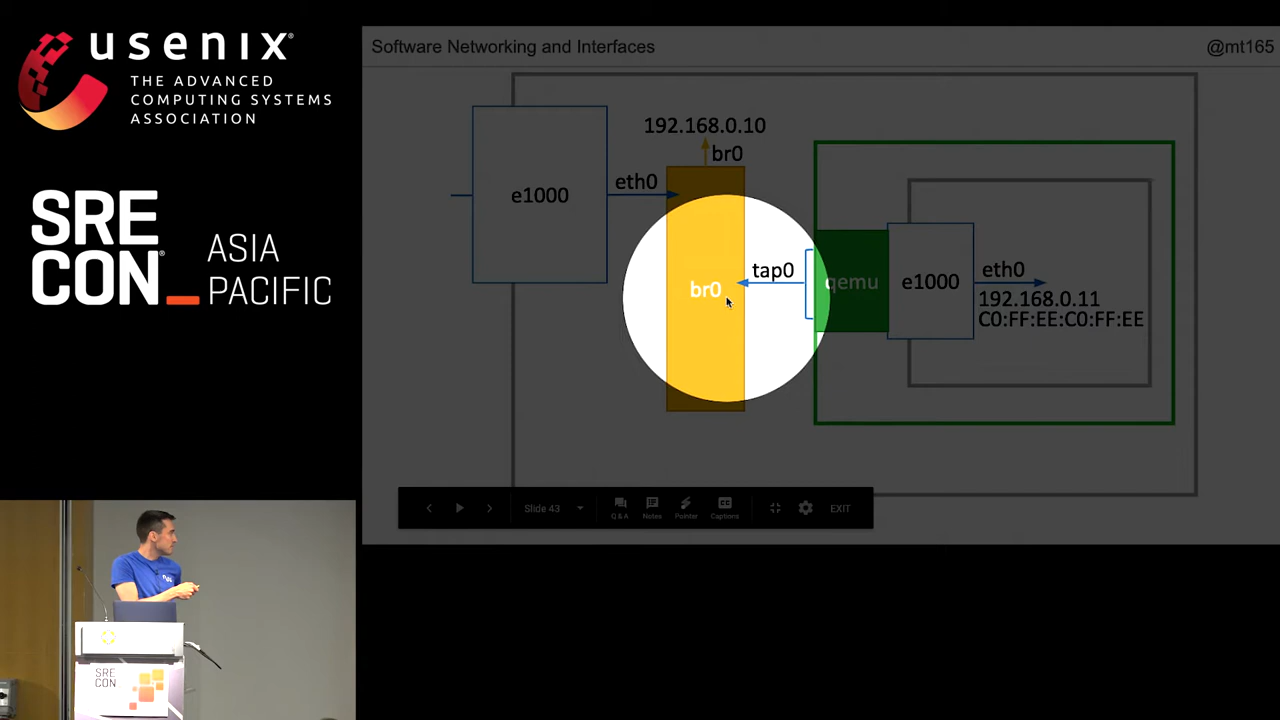 usenix
THE ADVANCED
COMPUTING SYSTEMS
ASSOCIATION
SRE
CON
ASIA
PACIFIC
Software Networking and Interfaces
@mt165
192.168.0.10
br0
e1000
eth0
br0
tap0
qemu
e1000
eth0
192.168.0.11
C0:FF:EE:C0:FF:EE
Slide 43
Q & A
Notes
Pointer
Captions
EXIT
SRE
CON